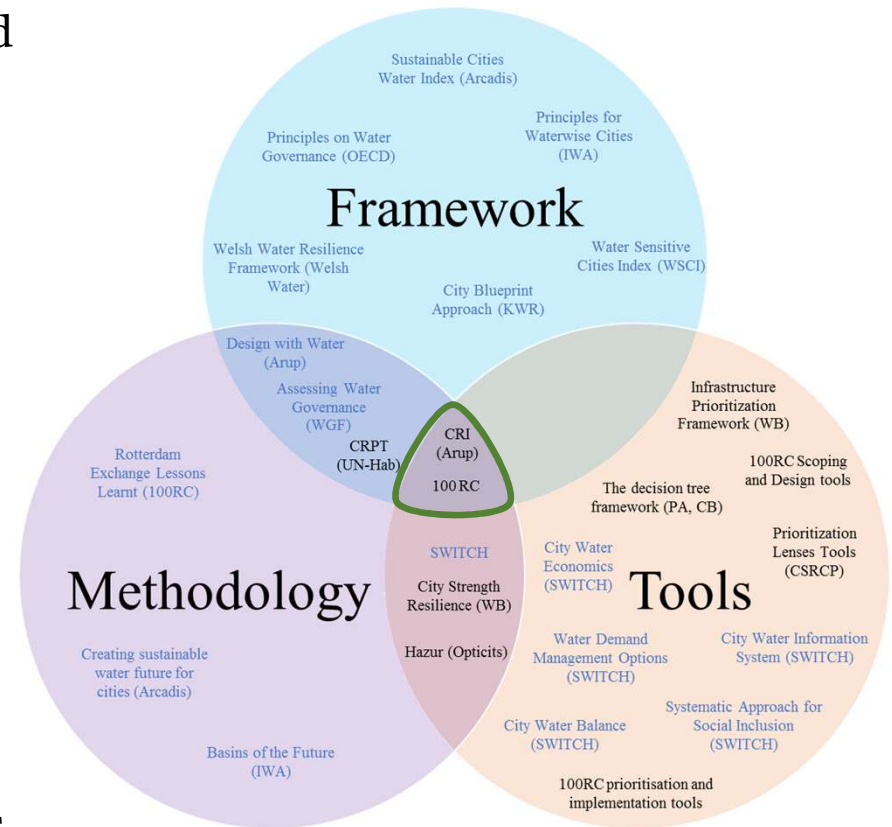 d
Sustainable Cities
Water Index (Arcadis)
Principles for
Waterwise Cities
(IWA)
Principles on Water
Governance (OECD)
Framework
Welsh Water Resilience
Framework (Welsh
Water)
Water Sensitive
Cities Index (WSCI)
City Blueprint
Approach (KWR)
Design with Water
(Arup)
Assessing Water
Governance
(WGF)
CRPT
(UN-Hab)
CRI
(Arup)
100 RC
Infrastructure
Prioritization
Framework (WB)
100RC Scoping
and Design tools
The decision tree
framework (PA, CB)
Prioritization
Lenses Tools
(CSRCP)
Rotterdam
Exchange Lessons
Learnt (100RC)
SWITCH
City Strength
Resilience (WB)
Hazur (Opticits)
City Water
Economics
(SWITCH)
Methodology
Tools
Water Demand
Management Options
(SWITCH)
City Water Information
System (SWITCH)
Creating sustainable
water future for
cities (Arcadis)
City Water Balance
(SWITCH)
Systematic Approach for
Social Inclusion
(SWITCH)
Basins of the Future
(IWA)
100RC prioritisation and
implementation tools